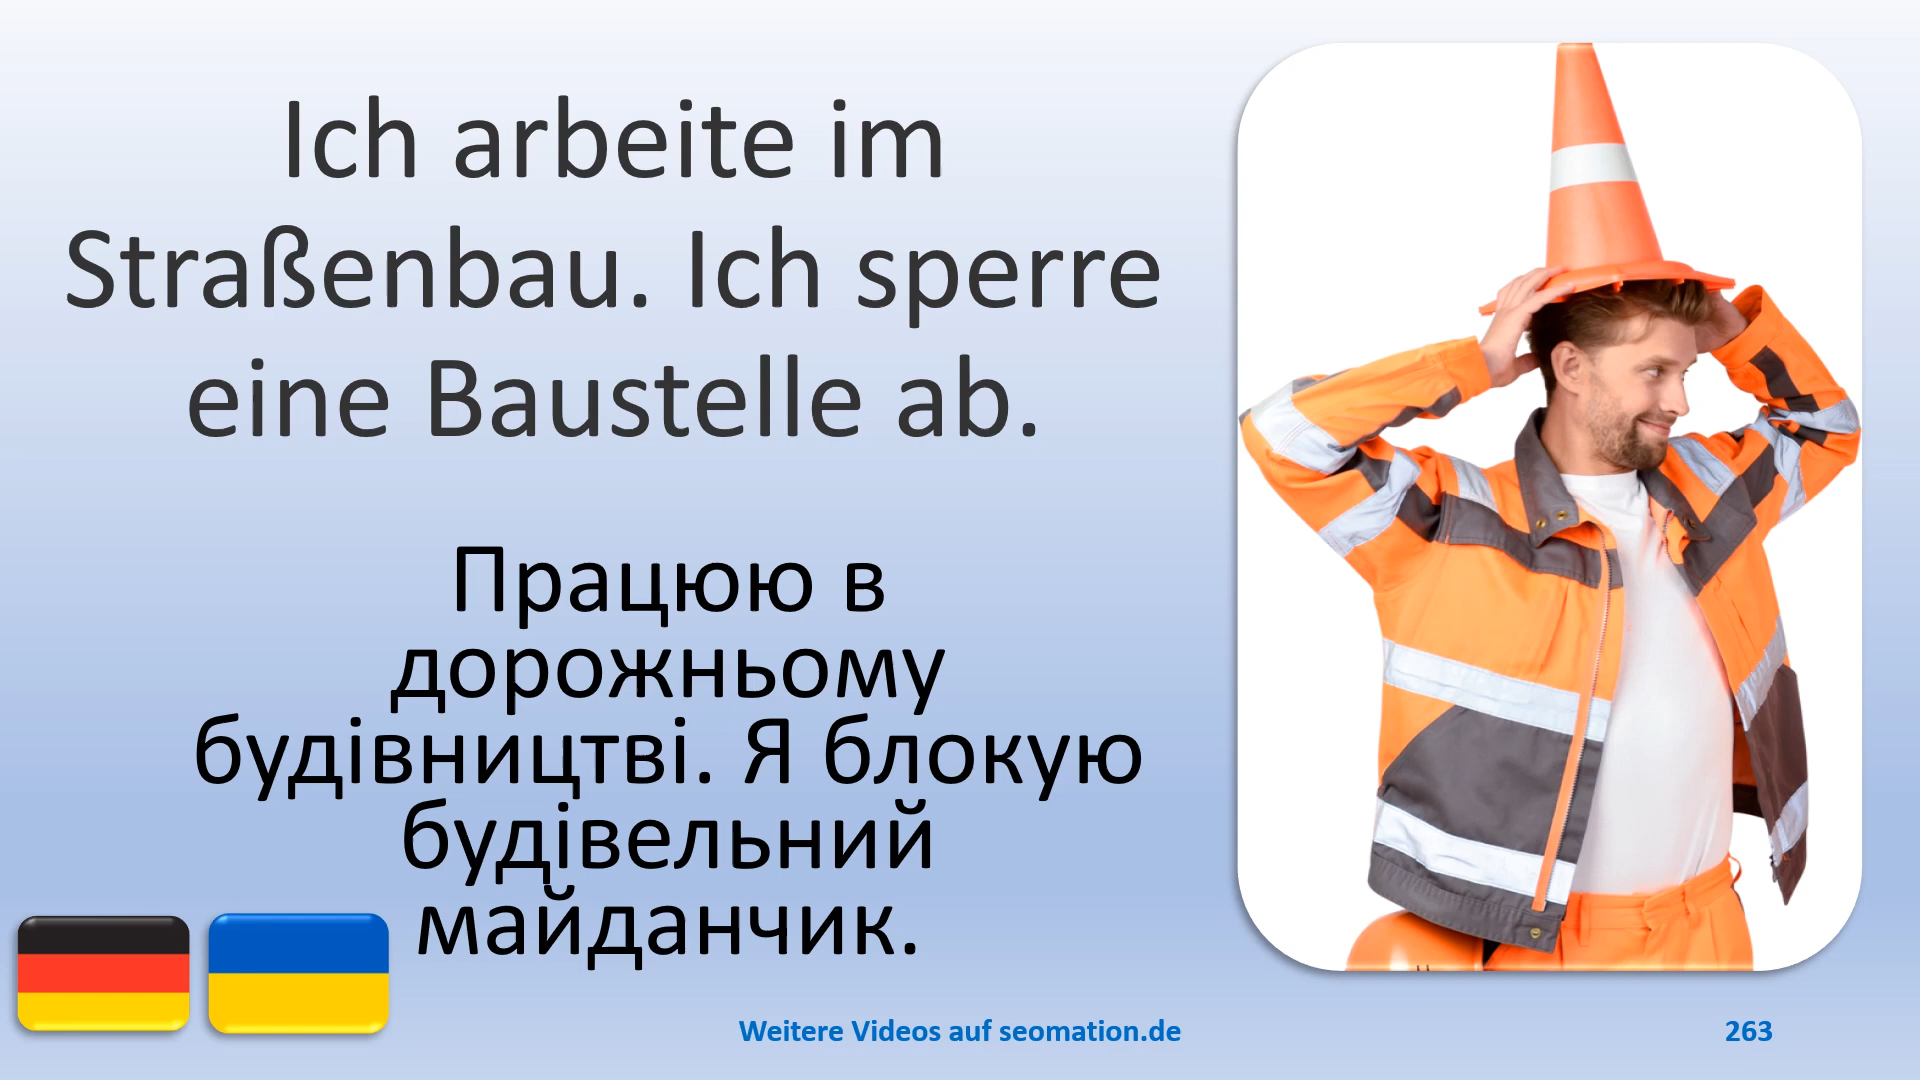 Ich arbeite im
Straßenbau. Ich sperre
eine Baustelle ab.
Працюю в
дорожньому
будівництві. Я блокую
будівельний
майданчик.
Weitere Videos auf seomation.de
263